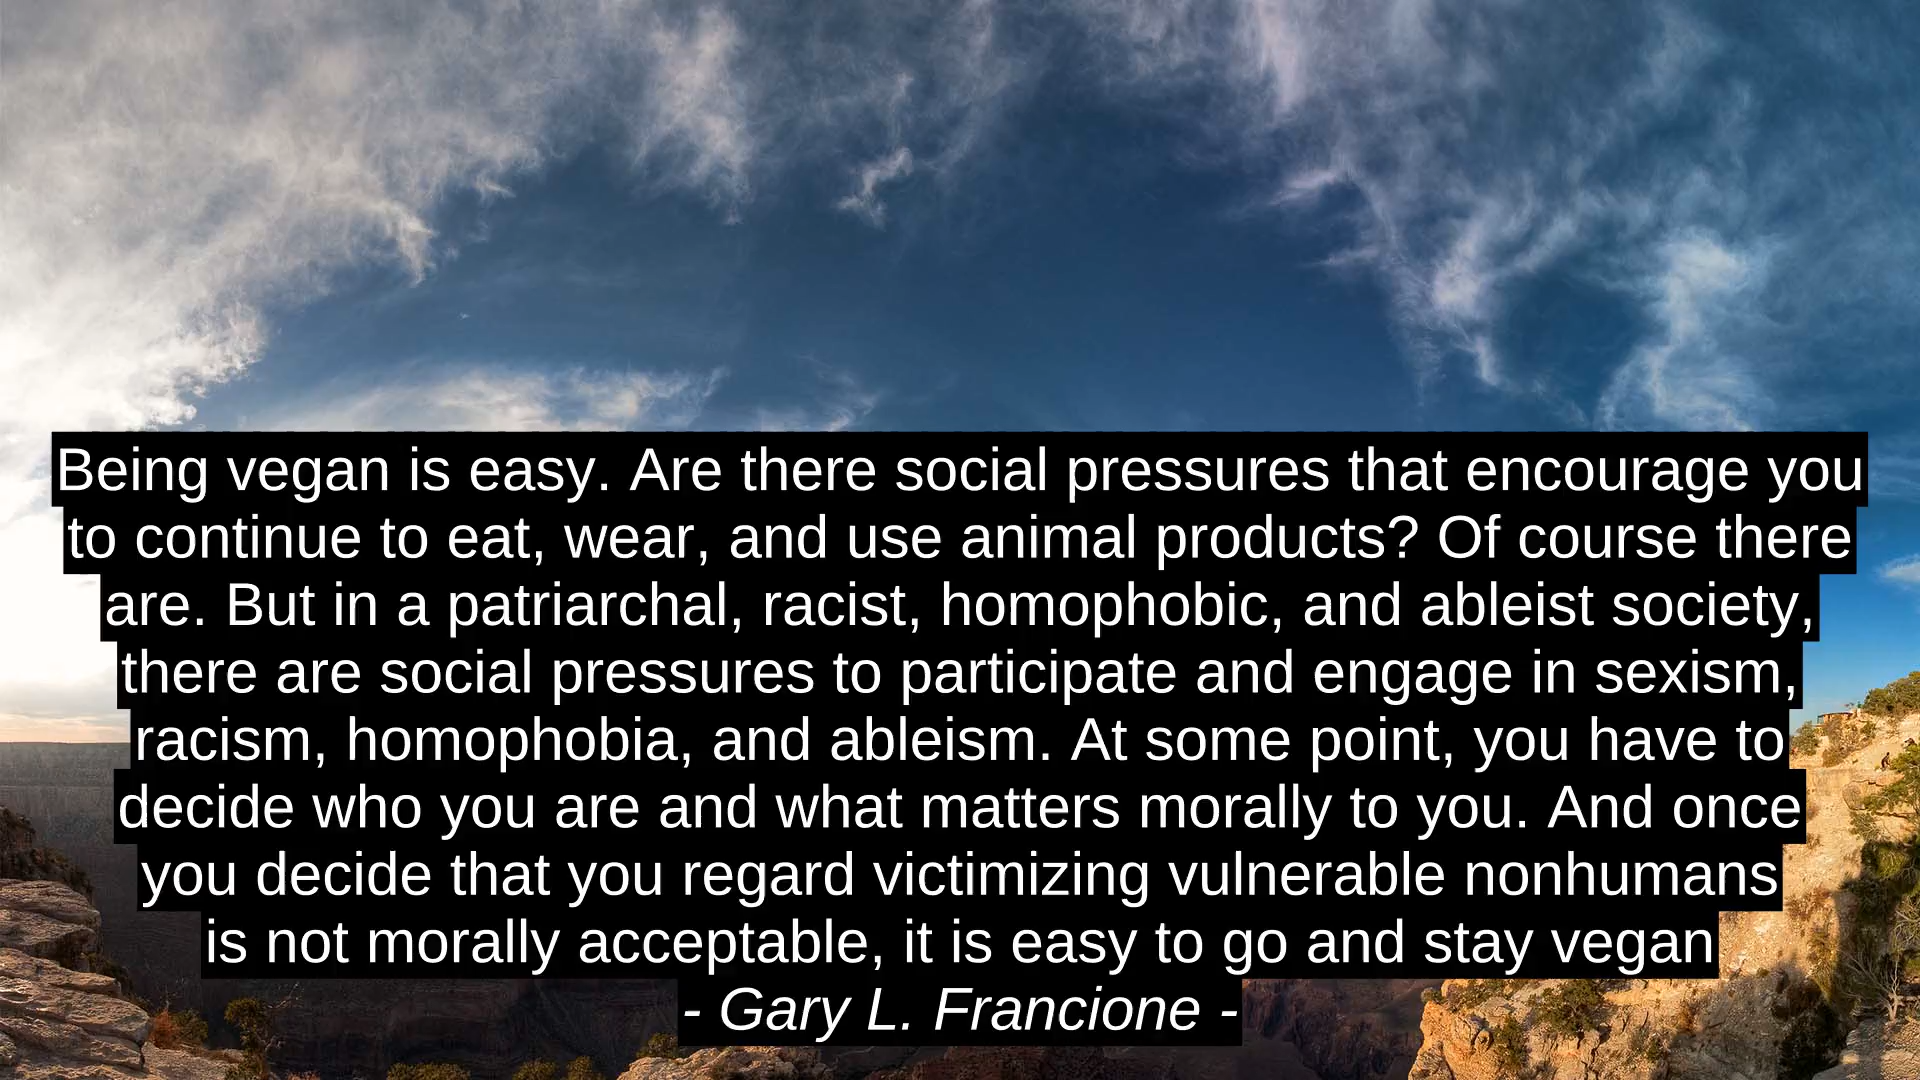 Being vegan is easy. Are there social pressures that encourage you
to continue to eat, wear, and use animal products? Of course there
are. But in a patriarchal, racist, homophobic, and ableist society,
there are social pressures to participate and engage in sexism,
racism, homophobia, and ableism. At some point, you have to
decide who you are and what matters morally to you. And once
you decide that you regard victimizing vulnerable nonhumans
is not morally acceptable, it is easy to go and stay vegan
- Gary L. Francione -